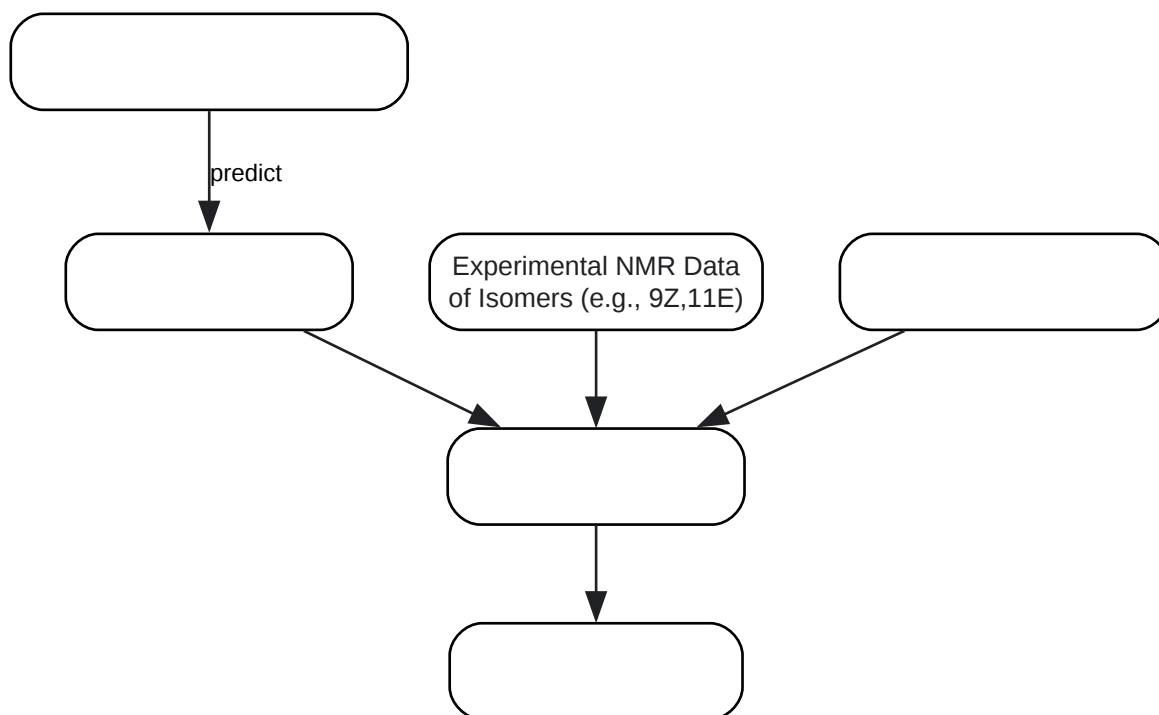 predict
Experimental NMR Data
of Isomers (e.g., 9Z,11E)